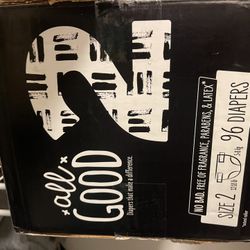 2
all
GOOD
Diapers that make a difference.
NO BAD. FREE OF FRAGRANCE, PARABENS, & LATEX*
SIZE 2
96 DIAPERS